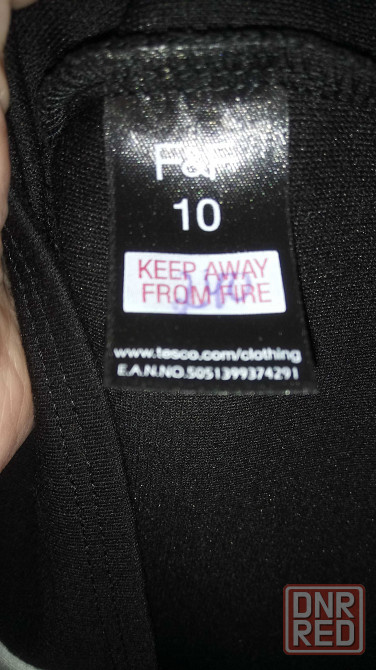 F&F
10
KEEP AWAY
FROM FIRE
www.tesco.com/clothing
E.A.N.NO.5051399374291
DNR
RED